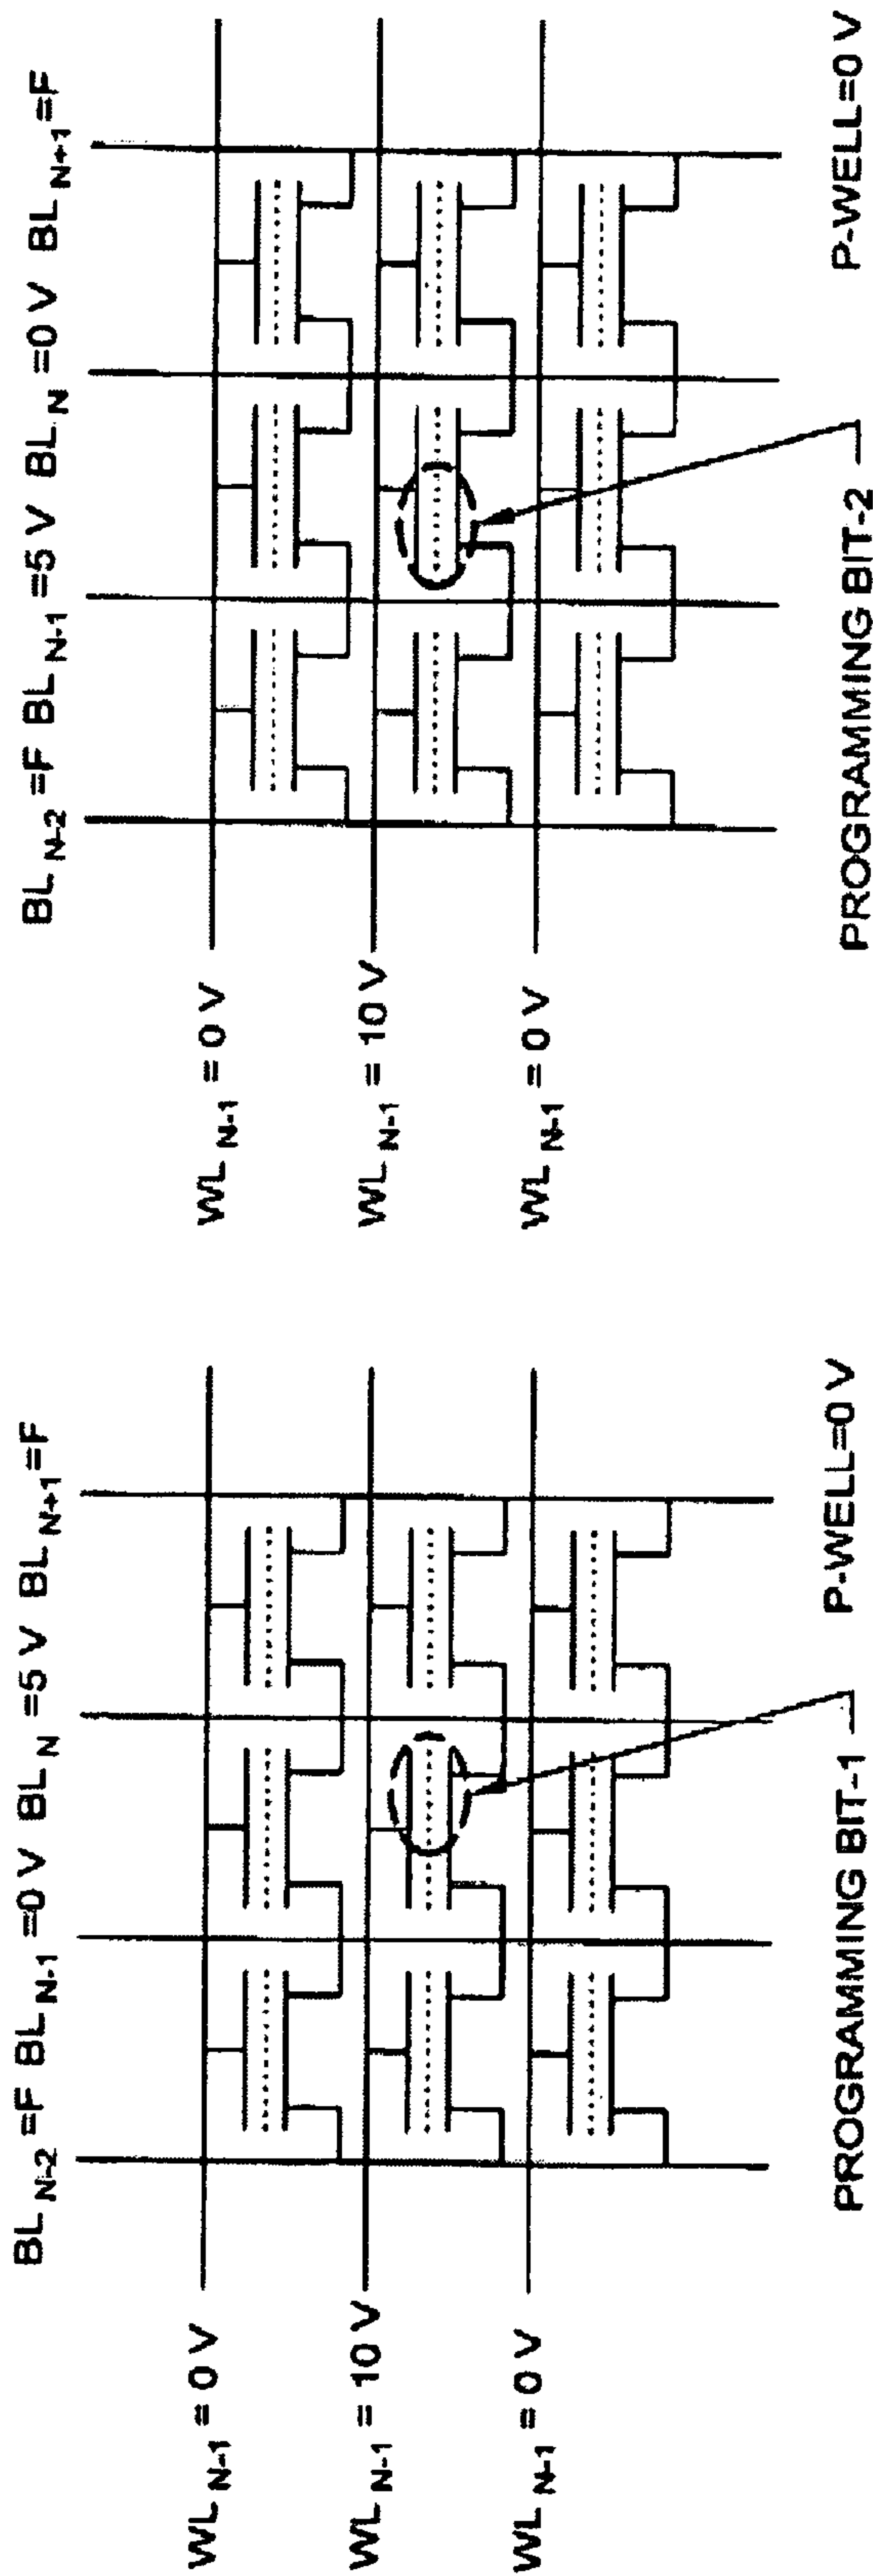 BL N-2 =F BL N-1 =0 V BL N =5 V BL N+1 =F
WL N-1 = 0 V
WL N-1 = 10 V
WL N-1 = 0 V
PROGRAMMING BIT-1
P-WELL=0 V
BL N-2 =F BL N-1 =5 V BL N =0 V BL N+1 =F
WL N-1 = 0 V
WL N-1 = 10 V
WL N-1 = 0 V
PROGRAMMING BIT-2
P-WELL=0 V